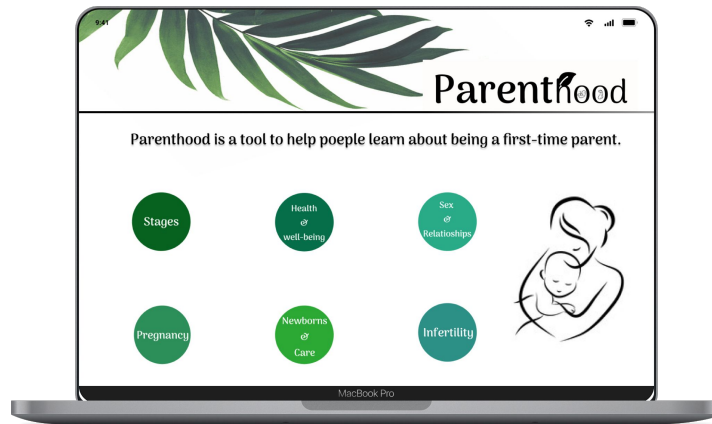 9:41
Parenthood
Parenthood is a tool to help poeple learn about being a first-time parent.
Stages
Health
&
well-being
Sex
&
Relatioships
Pregnancy
Newborns
&
Care
Infertility
MacBook Pro